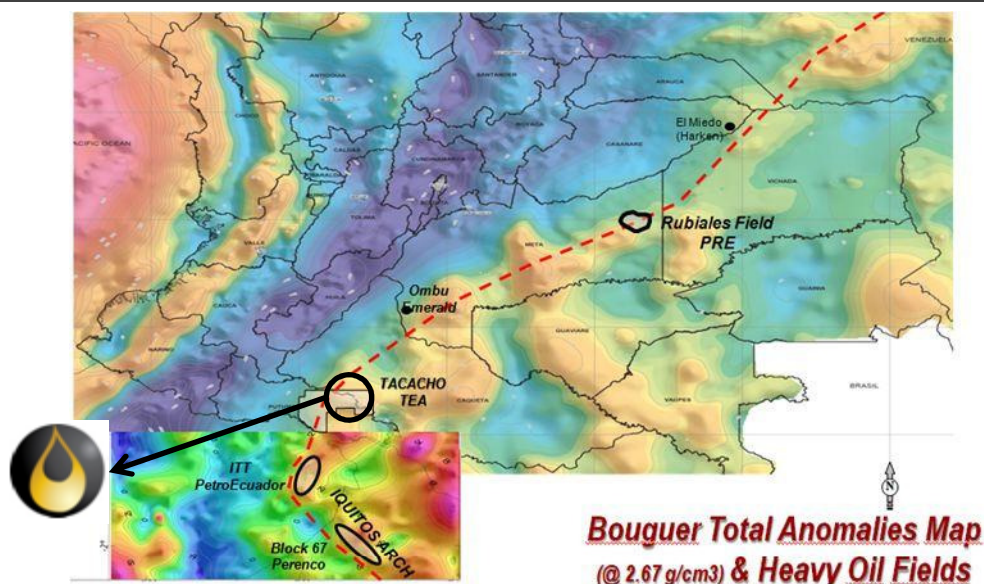 VENEZUELA
ANTIOQUIA
SANTANDER
ARAUCA
CHOCO
El Miedo
(Harken)
PACIFIC OCEAN
BOYACA
CASANARE
CALDAS
CUNDINAMARCA
VICHADA
RISARALDA
BOGOTA
TOLIMA
Rubiales Field
PRE
VALLE
META
Ombu
Emerald
HUILA
GUAINIA
CAUCA
GUAVIARE
NARINO
BRASIL
TACACHO
TEA
CAQUETA
VAUPES
PUTUMAYO
ITT
PetroEcuador
IQUITOS ARCH
Block 67
Perenco
N
Bouguer Total Anomalies Map
(@ 2.67 g/cm3) & Heavy Oil Fields